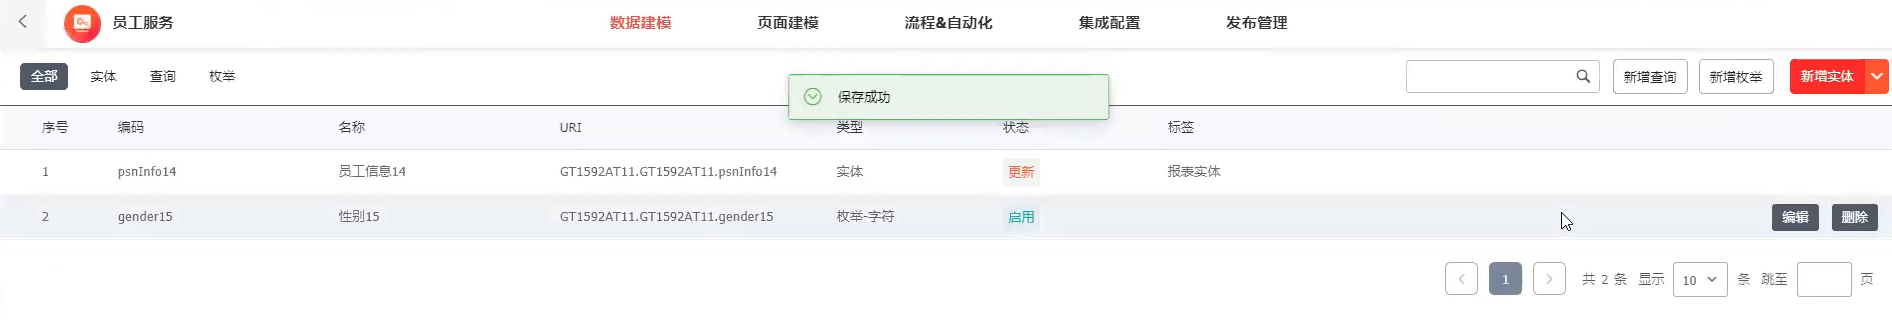 员工服务 数据建模 页面建模 流程&自动化 集成配置 发布管理
全部 实体 查询 枚举 新增查询 新增枚举 新增实体
保存成功
序号 编码 名称 URI 类型 状态 标签
1 psnInfo14 员工信息14 GT1592AT11.GT1592AT11.psnInfo14 实体 更新 报表实体
2 gender15 性别15 GT1592AT11.GT1592AT11.gender15 枚举-字符 启用 编辑 删除
1 共 2 条 显示 10 条 跳至 页